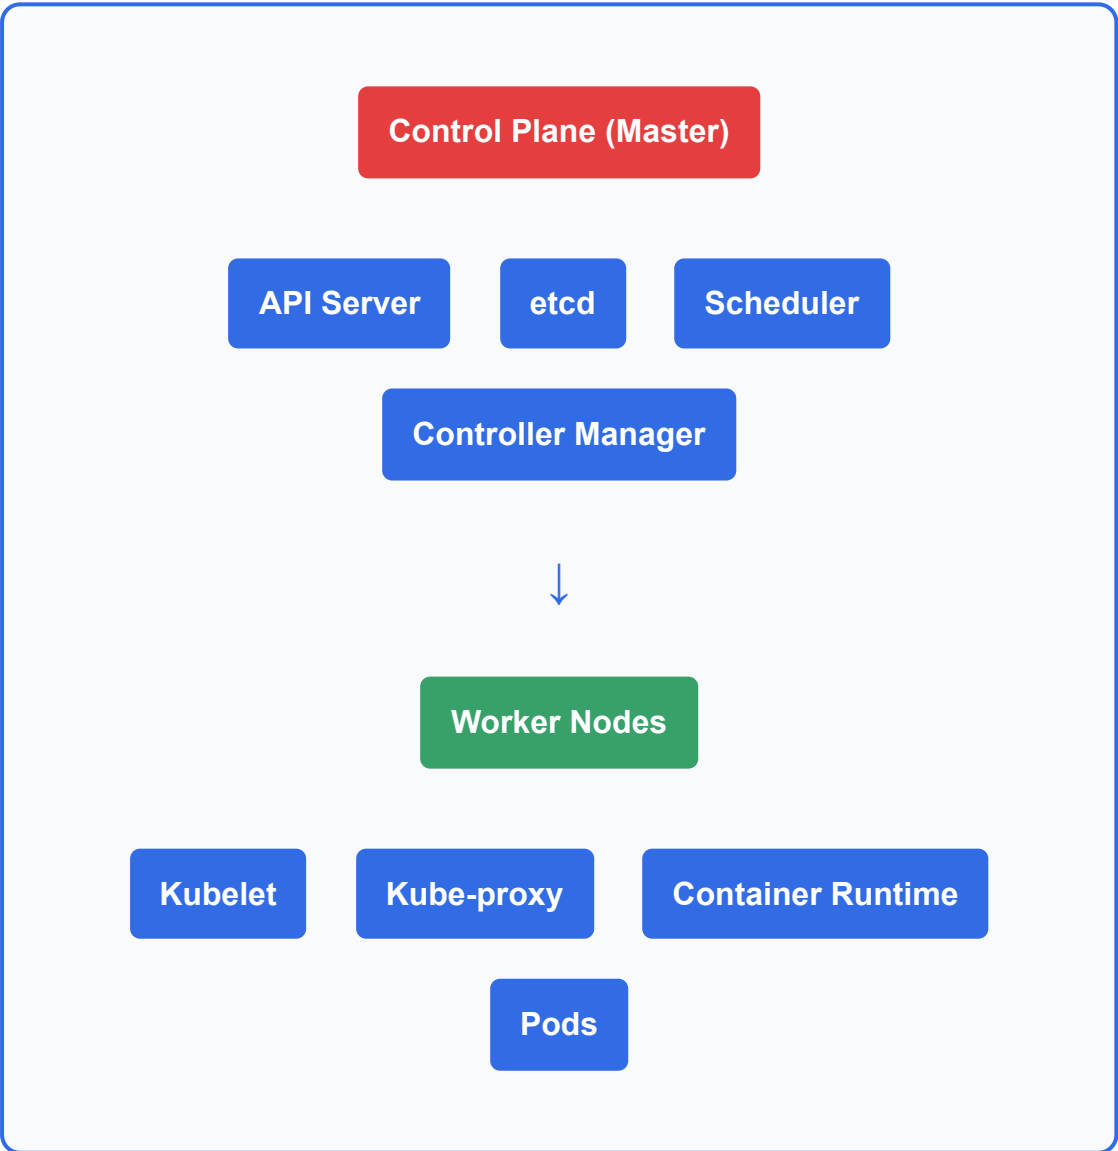 Control Plane (Master)
API Server
etcd
Scheduler
Controller Manager
↓
Worker Nodes
Kubelet
Kube-proxy
Container Runtime
Pods